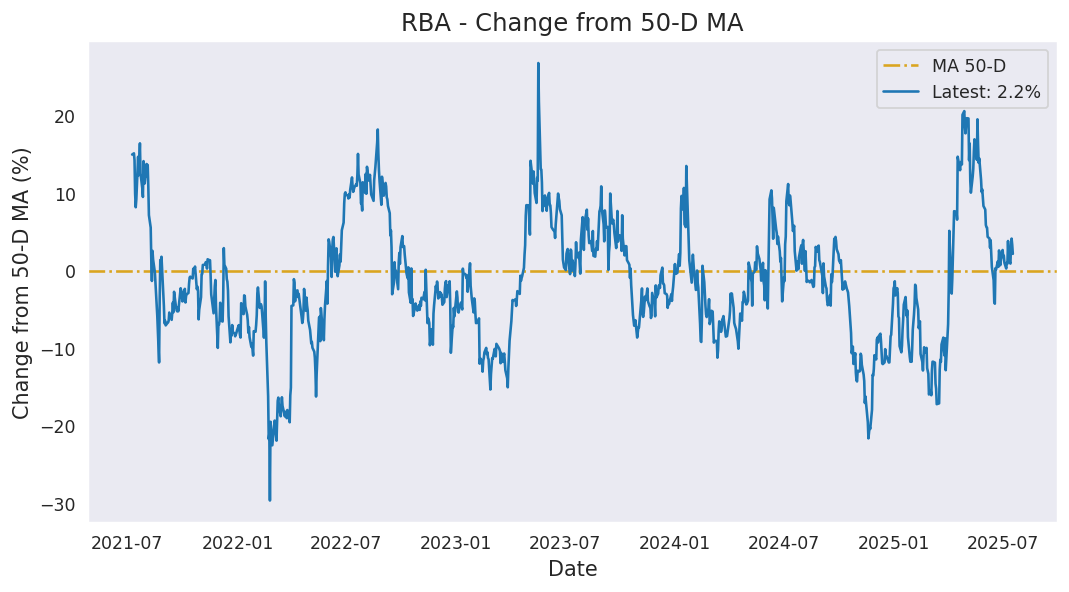 RBA - Change from 50-D MA
MA 50-D
Latest: 2.2%
Change from 50-D MA (%)
20
10
0
−10
−20
−30
2021-07 2022-01 2022-07 2023-01 2023-07 2024-01 2024-07 2025-01 2025-07
Date